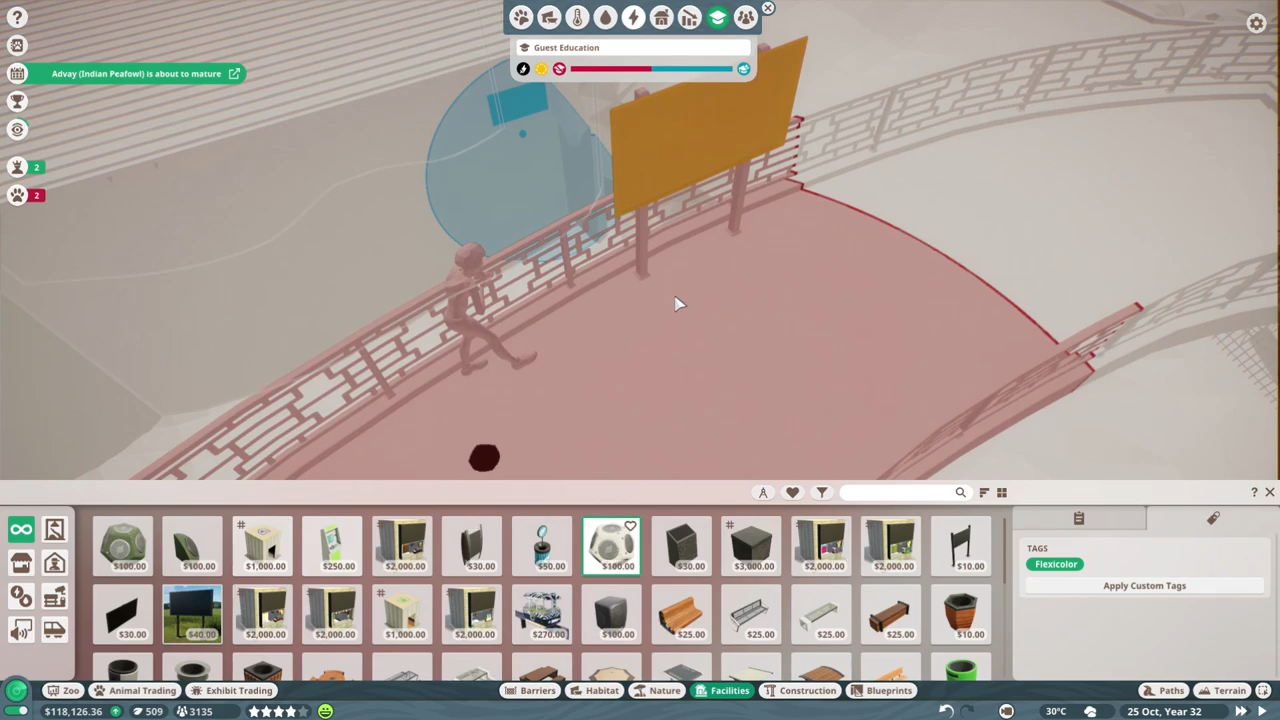 ?
Guest Education
Advay (Indian Peafowl) is about to mature
2
2
? 
#
$100.00 $100.00 $1,000.00 $250.00 $2,000.00 $30.00 $50.00 $100.00 $30.00 $3,000.00 $2,000.00 $2,000.00 $10.00
$30.00 $40.00 $2,000.00 $2,000.00 $1,000.00 $2,000.00 $270.00 $100.00 $25.00 $25.00 $25.00 $25.00 $10.00
TAGS
Flexicolor
Apply Custom Tags
Zoo Animal Trading Exhibit Trading Barriers Habitat Nature Facilities Construction Blueprints Paths Terrain
$118,126.36 509 3135 30°C 25 Oct, Year 32